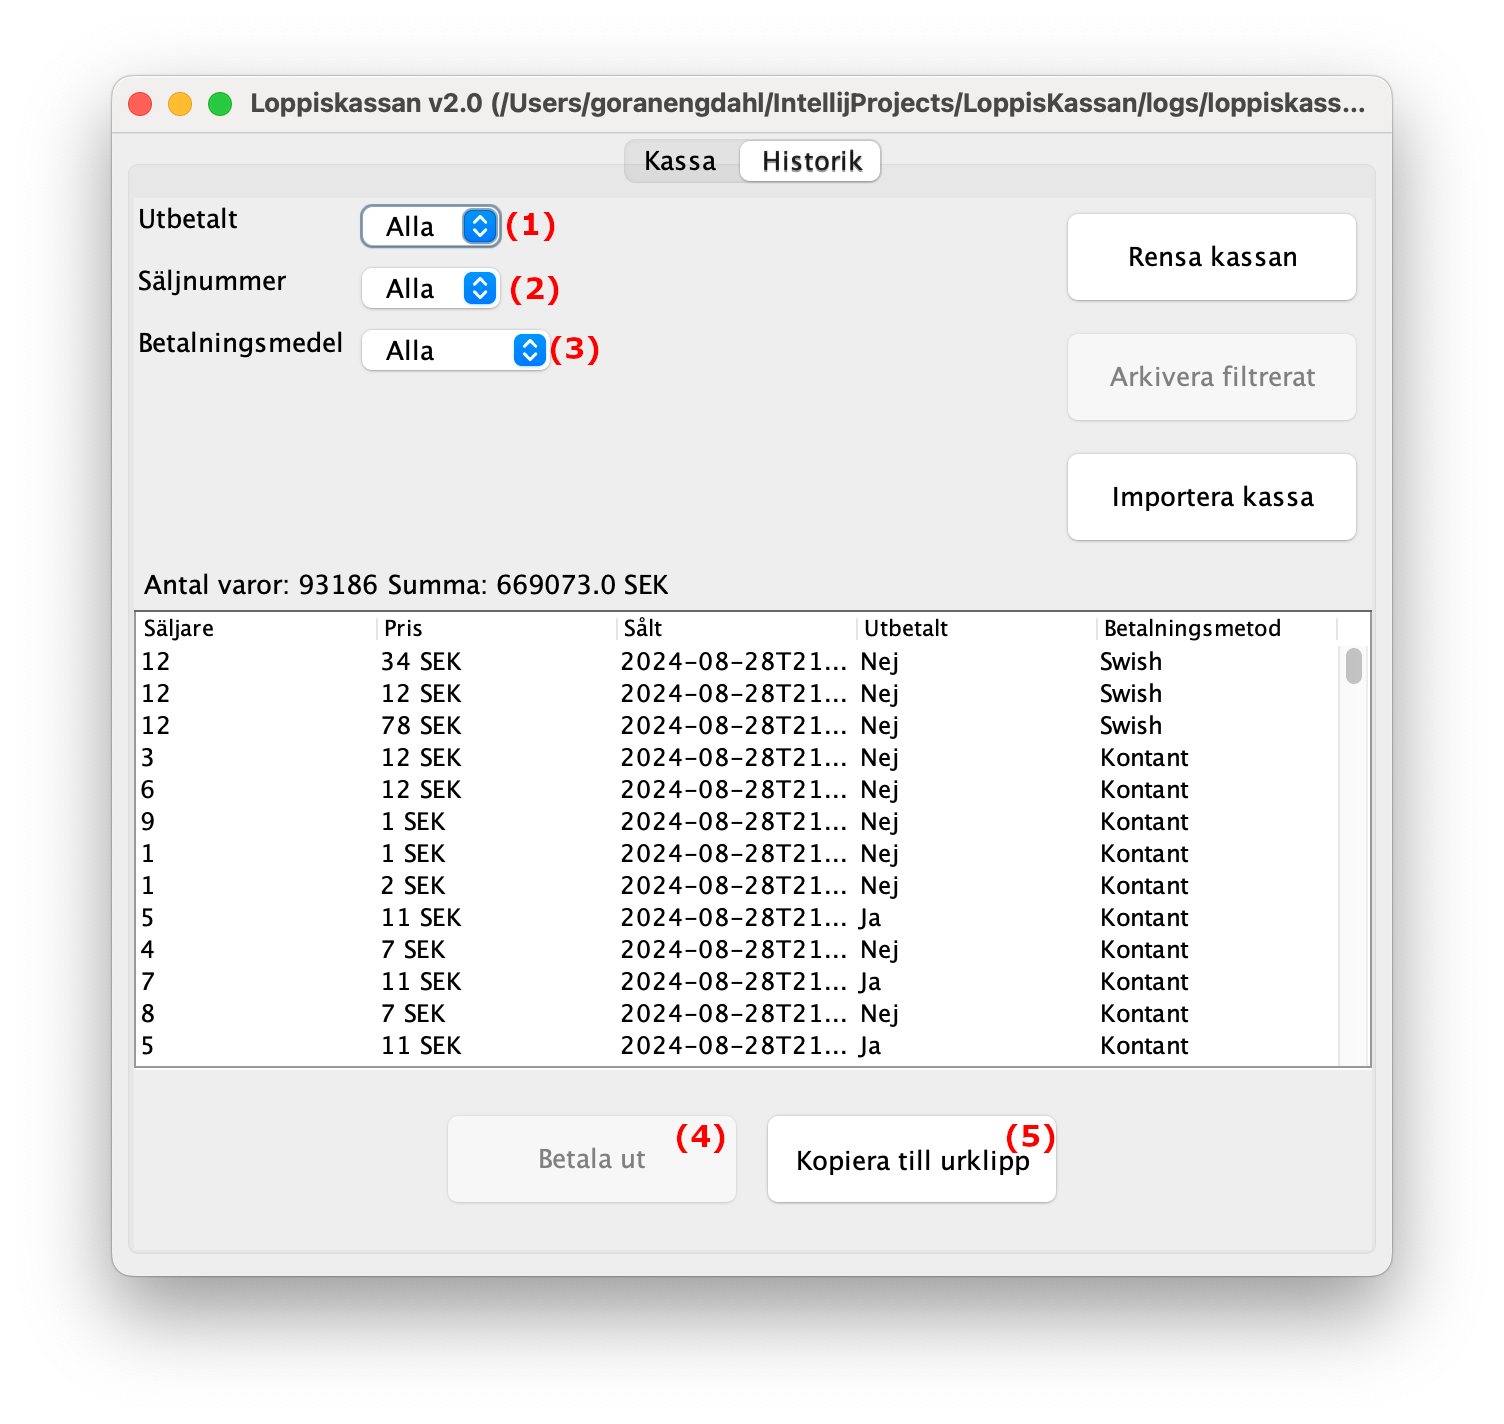 Loppiskassan v2.0 (/Users/goranengdahl/IntellijProjects/LoppisKassan/logs/loppiskass...
Kassa Historik
Utbetalt Alla (1)
Säljnummer Alla (2)
Betalningsmedel Alla (3)
Rensa kassan
Arkivera filtrerat
Importera kassa
Antal varor: 93186 Summa: 669073.0 SEK
Säljare Pris Sålt Utbetalt Betalningsmetod
12 34 SEK 2024-08-28T21... Nej Swish
12 12 SEK 2024-08-28T21... Nej Swish
12 78 SEK 2024-08-28T21... Nej Swish
3 12 SEK 2024-08-28T21... Nej Kontant
6 12 SEK 2024-08-28T21... Nej Kontant
9 1 SEK 2024-08-28T21... Nej Kontant
1 1 SEK 2024-08-28T21... Nej Kontant
1 2 SEK 2024-08-28T21... Nej Kontant
5 11 SEK 2024-08-28T21... Ja Kontant
4 7 SEK 2024-08-28T21... Nej Kontant
7 11 SEK 2024-08-28T21... Ja Kontant
8 7 SEK 2024-08-28T21... Nej Kontant
5 11 SEK 2024-08-28T21... Ja Kontant
Betala ut (4)
Kopiera till urklipp (5)